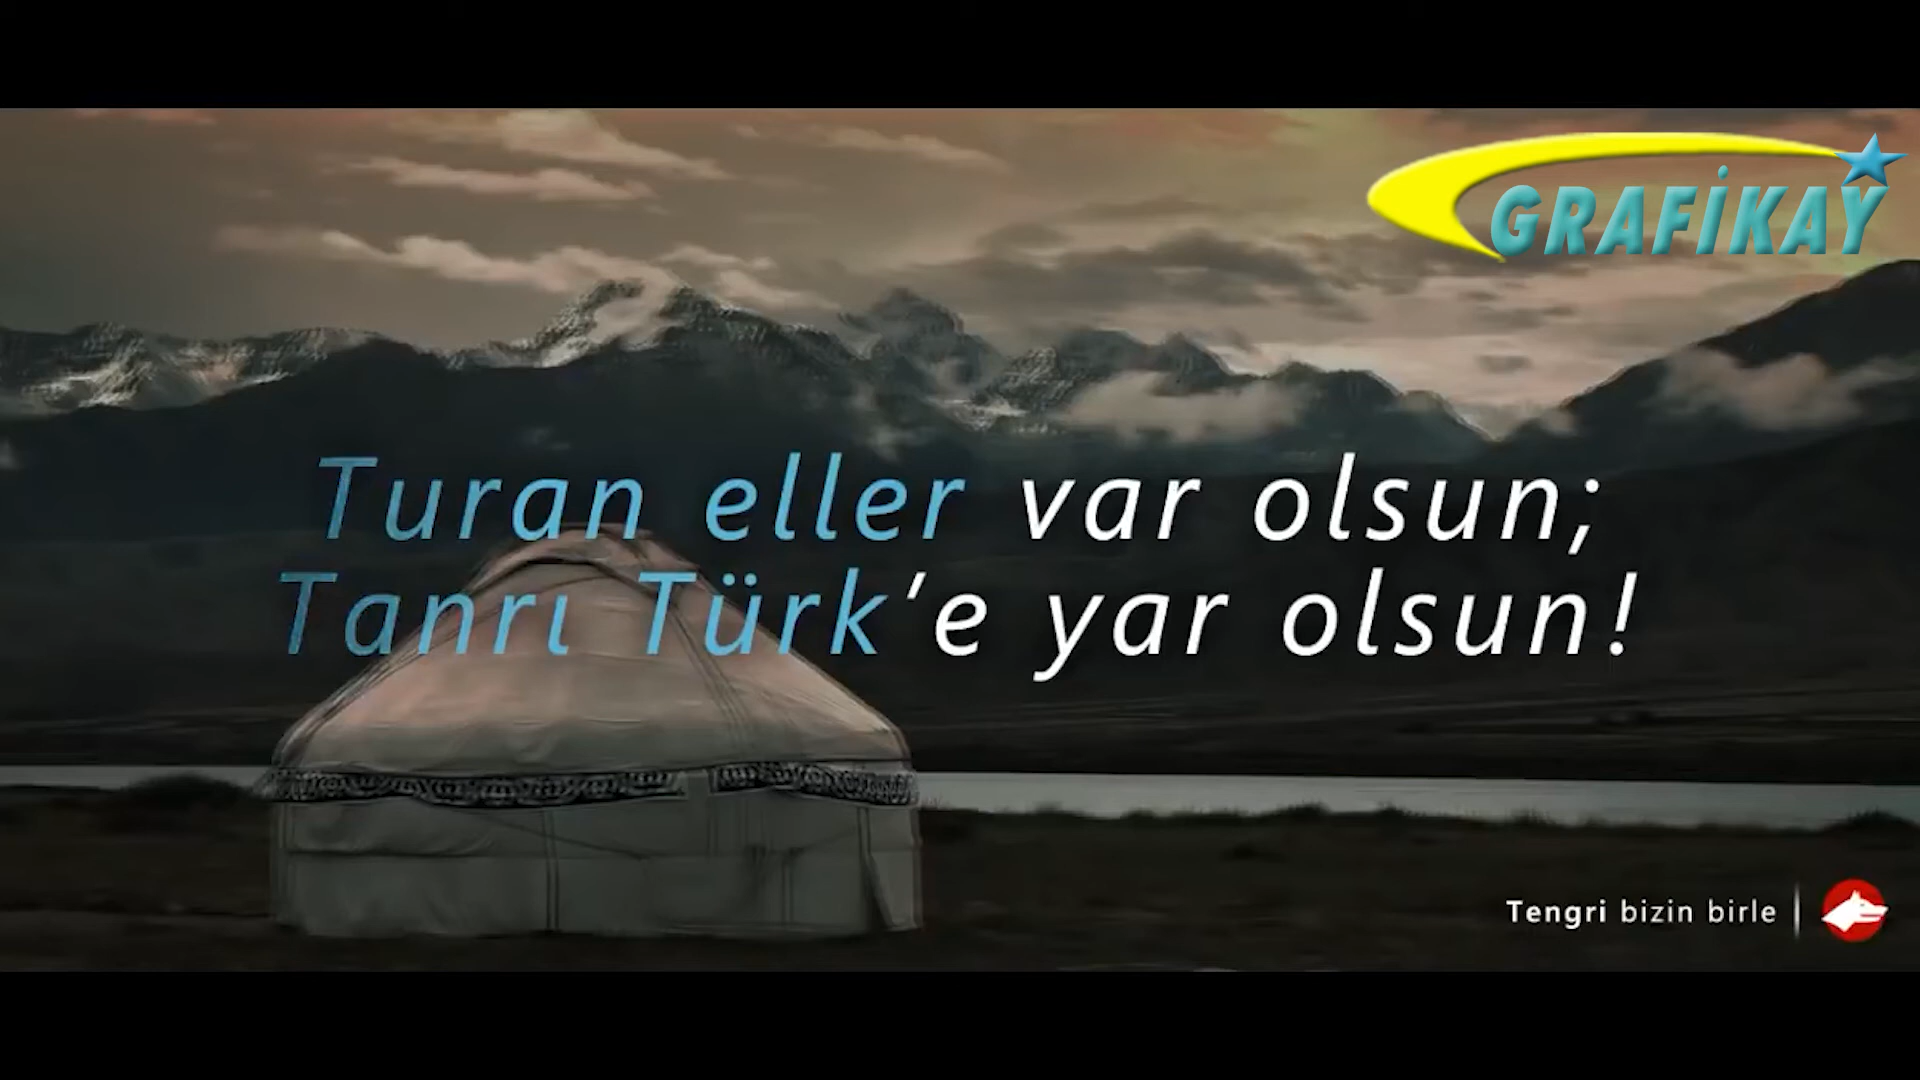 GRAFİKAY
Turan eller var olsun;
Tanrı Türk'e yar olsun!
Tengri bizin birle